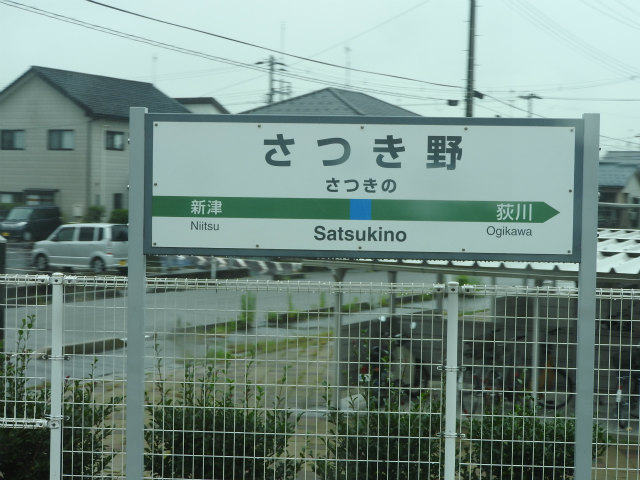 さつき野
さつきの
新津 荻川
Niitsu Ogikawa
Satsukino